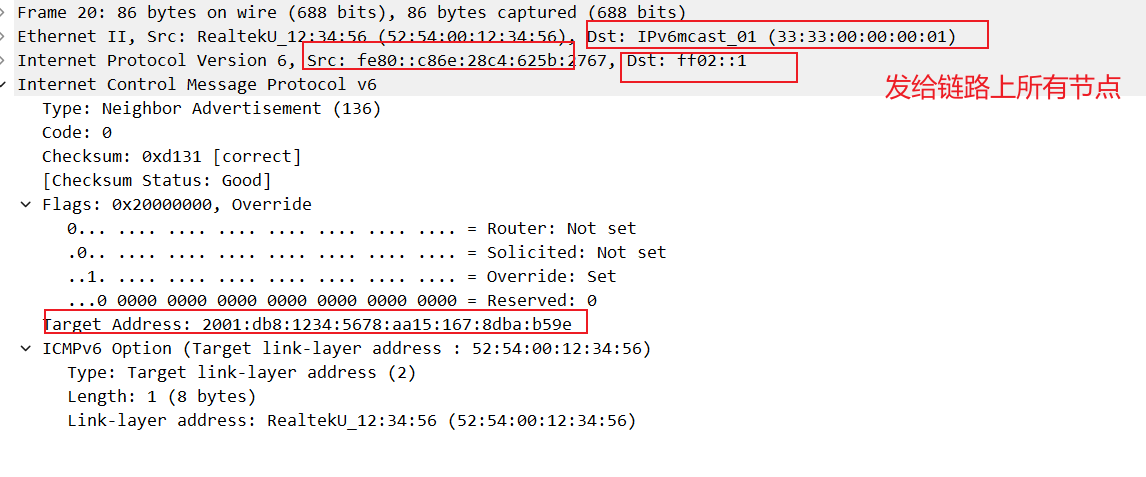 Frame 20: 86 bytes on wire (688 bits), 86 bytes captured (688 bits)
Ethernet II, Src: RealtekU_12:34:56 (52:54:00:12:34:56), Dst: IPv6mcast_01 (33:33:00:00:00:01)
Internet Protocol Version 6, Src: fe80::c86e:28c4:625b:2767, Dst: ff02::1
发给链路上所有节点
Internet Control Message Protocol v6
Type: Neighbor Advertisement (136)
Code: 0
Checksum: 0xd131 [correct]
[Checksum Status: Good]
Flags: 0x20000000, Override
0... .... .... .... .... .... .... .... = Router: Not set
.0.. .... .... .... .... .... .... .... = Solicited: Not set
..1. .... .... .... .... .... .... .... = Override: Set
...0 0000 0000 0000 0000 0000 0000 0000 = Reserved: 0
Target Address: 2001:db8:1234:5678:aa15:167:8dba:b59e
ICMPv6 Option (Target link-layer address : 52:54:00:12:34:56)
Type: Target link-layer address (2)
Length: 1 (8 bytes)
Link-layer address: RealtekU_12:34:56 (52:54:00:12:34:56)